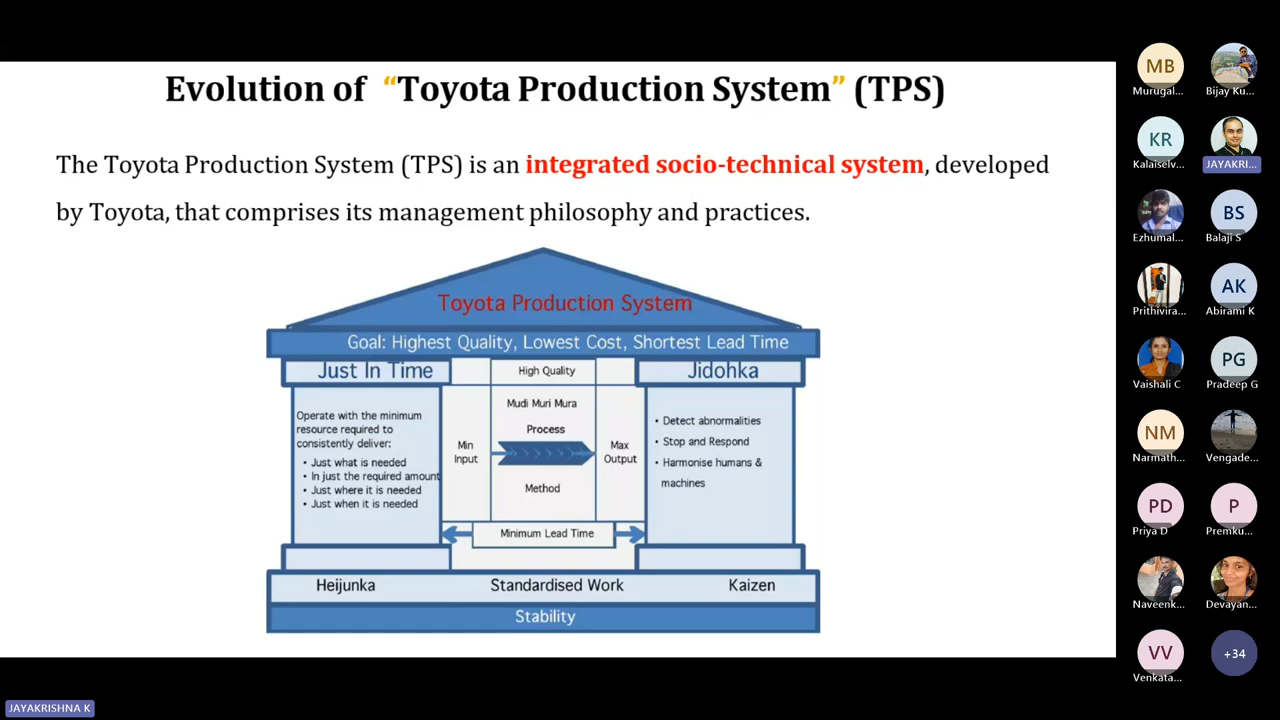 Evolution of “Toyota Production System” (TPS)
The Toyota Production System (TPS) is an integrated socio-technical system, developed
by Toyota, that comprises its management philosophy and practices.
Toyota Production System
Goal: Highest Quality, Lowest Cost, Shortest Lead Time
Just In Time
Operate with the minimum
resource required to
consistently deliver:
• Just what is needed
• In just the required amount
• Just where it is needed
• Just when it is needed
High Quality
Mudi Muri Mura
Process
Min
Input
Max
Output
Method
Minimum Lead Time
Jidohka
• Detect abnormalities
• Stop and Respond
• Harmonise humans &
machines
Heijunka
Standardised Work
Kaizen
Stability
MB
Murugal...
Bijay Ku...
KR
Kalaiselv...
JAYAKRI...
Ezhumal...
BS
Balaji S
Prithivira...
AK
Abirami K
Vaishali C
PG
Pradeep G
NM
Narmath...
Vengade...
PD
Priya D
P
Premku...
Naveenk...
Devayan...
VV
Venkata...
+34
JAYAKRISHNA K